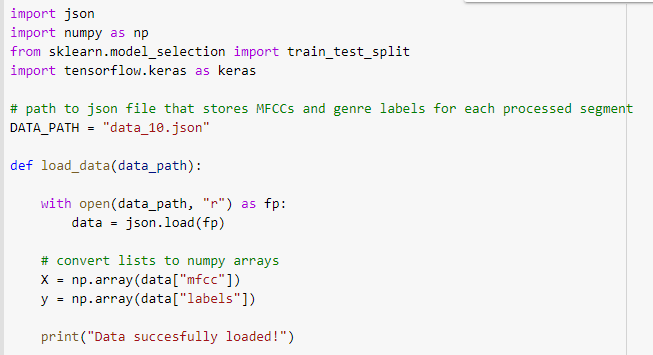 import json
import numpy as np
from sklearn.model_selection import train_test_split
import tensorflow.keras as keras
# path to json file that stores MFCCs and genre labels for each processed segment
DATA_PATH = "data_10.json"
def load_data(data_path):
with open(data_path, "r") as fp:
data = json.load(fp)
# convert lists to numpy arrays
X = np.array(data["mfcc"])
y = np.array(data["labels"])
print("Data succesfully loaded!")